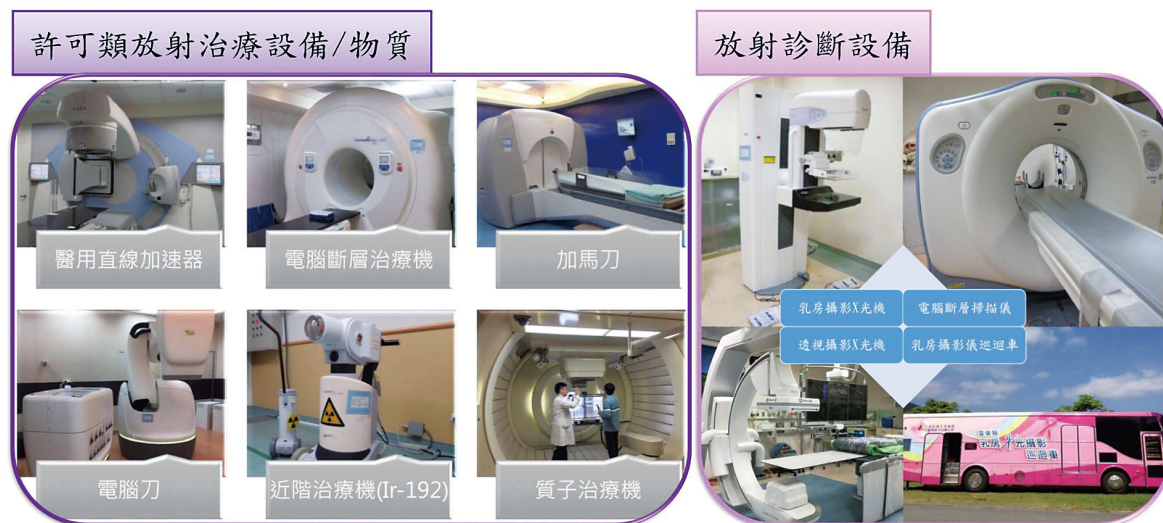 許可類放射治療設備/物質
放射診斷設備
醫用直線加速器
電腦斷層治療機
加馬刀
電腦刀
近階治療機(Ir-192)
質子治療機
乳房攝影X光機
電腦斷層掃描儀
透視攝影X光機
乳房攝影儀巡迴車
乳房X光攝影
巡迴車